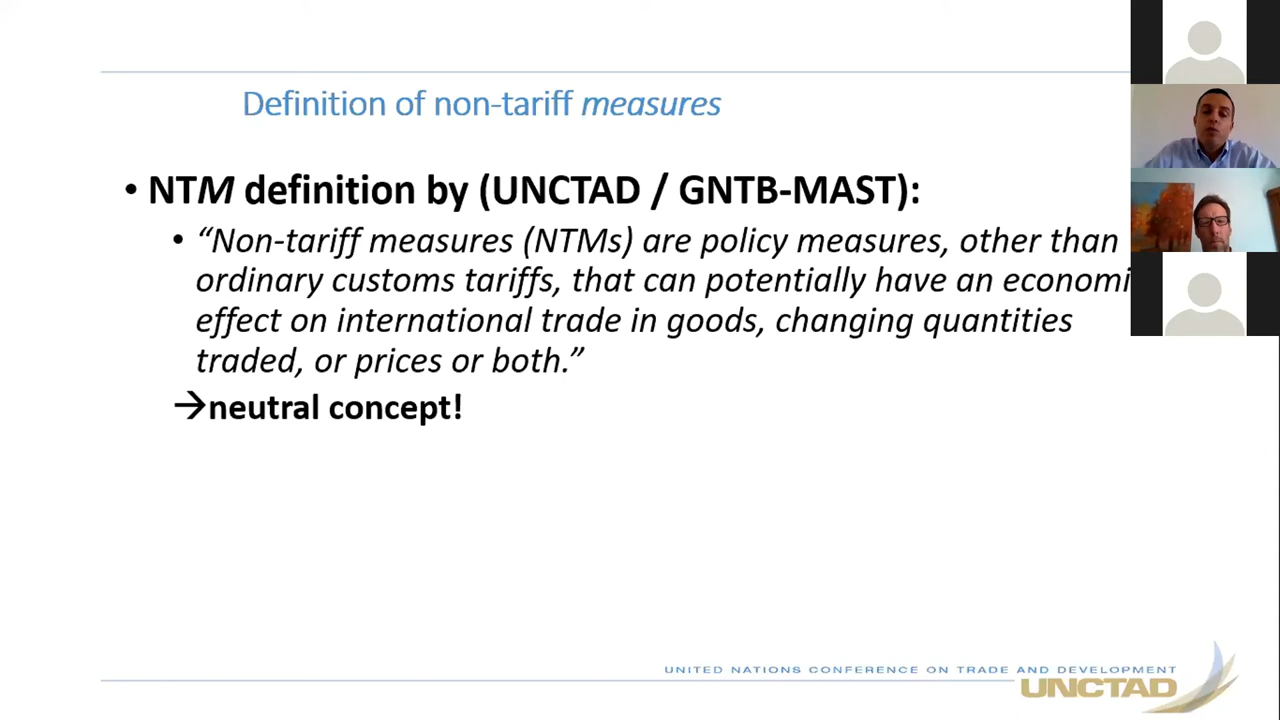 Definition of non-tariff measures
• NTM definition by (UNCTAD / GNTB-MAST):
• “Non-tariff measures (NTMs) are policy measures, other than
ordinary customs tariffs, that can potentially have an economi
effect on international trade in goods, changing quantities
traded, or prices or both.”
→neutral concept!
UNITED NATIONS CONFERENCE ON TRADE AND DEVELOPMENT
UNCTAD